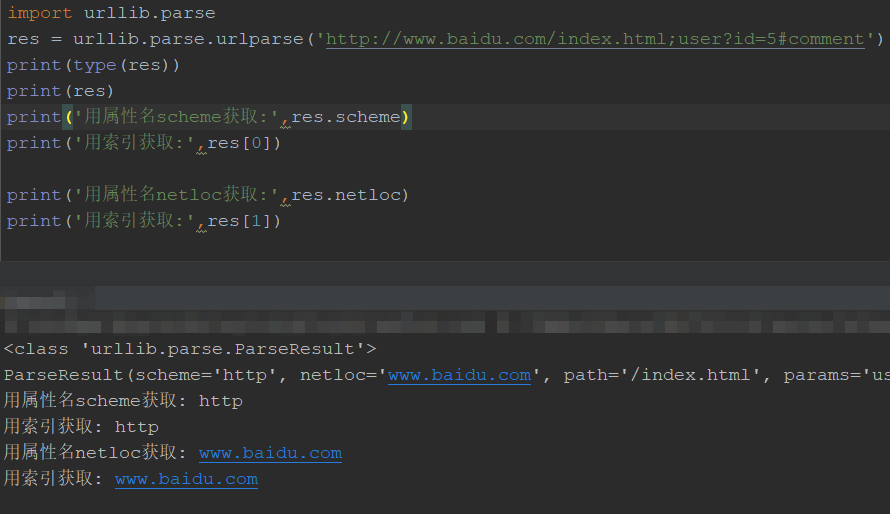 import urllib.parse
res = urllib.parse.urlparse('http://www.baidu.com/index.html;user?id=5#comment')
print(type(res))
print(res)
print('用属性名scheme获取:',res.scheme)
print('用索引获取:',res[0])
print('用属性名netloc获取:',res.netloc)
print('用索引获取:',res[1])
<class 'urllib.parse.ParseResult'>
ParseResult(scheme='http', netloc='www.baidu.com', path='/index.html', params='us
用属性名scheme获取: http
用索引获取: http
用属性名netloc获取: www.baidu.com
用索引获取: www.baidu.com